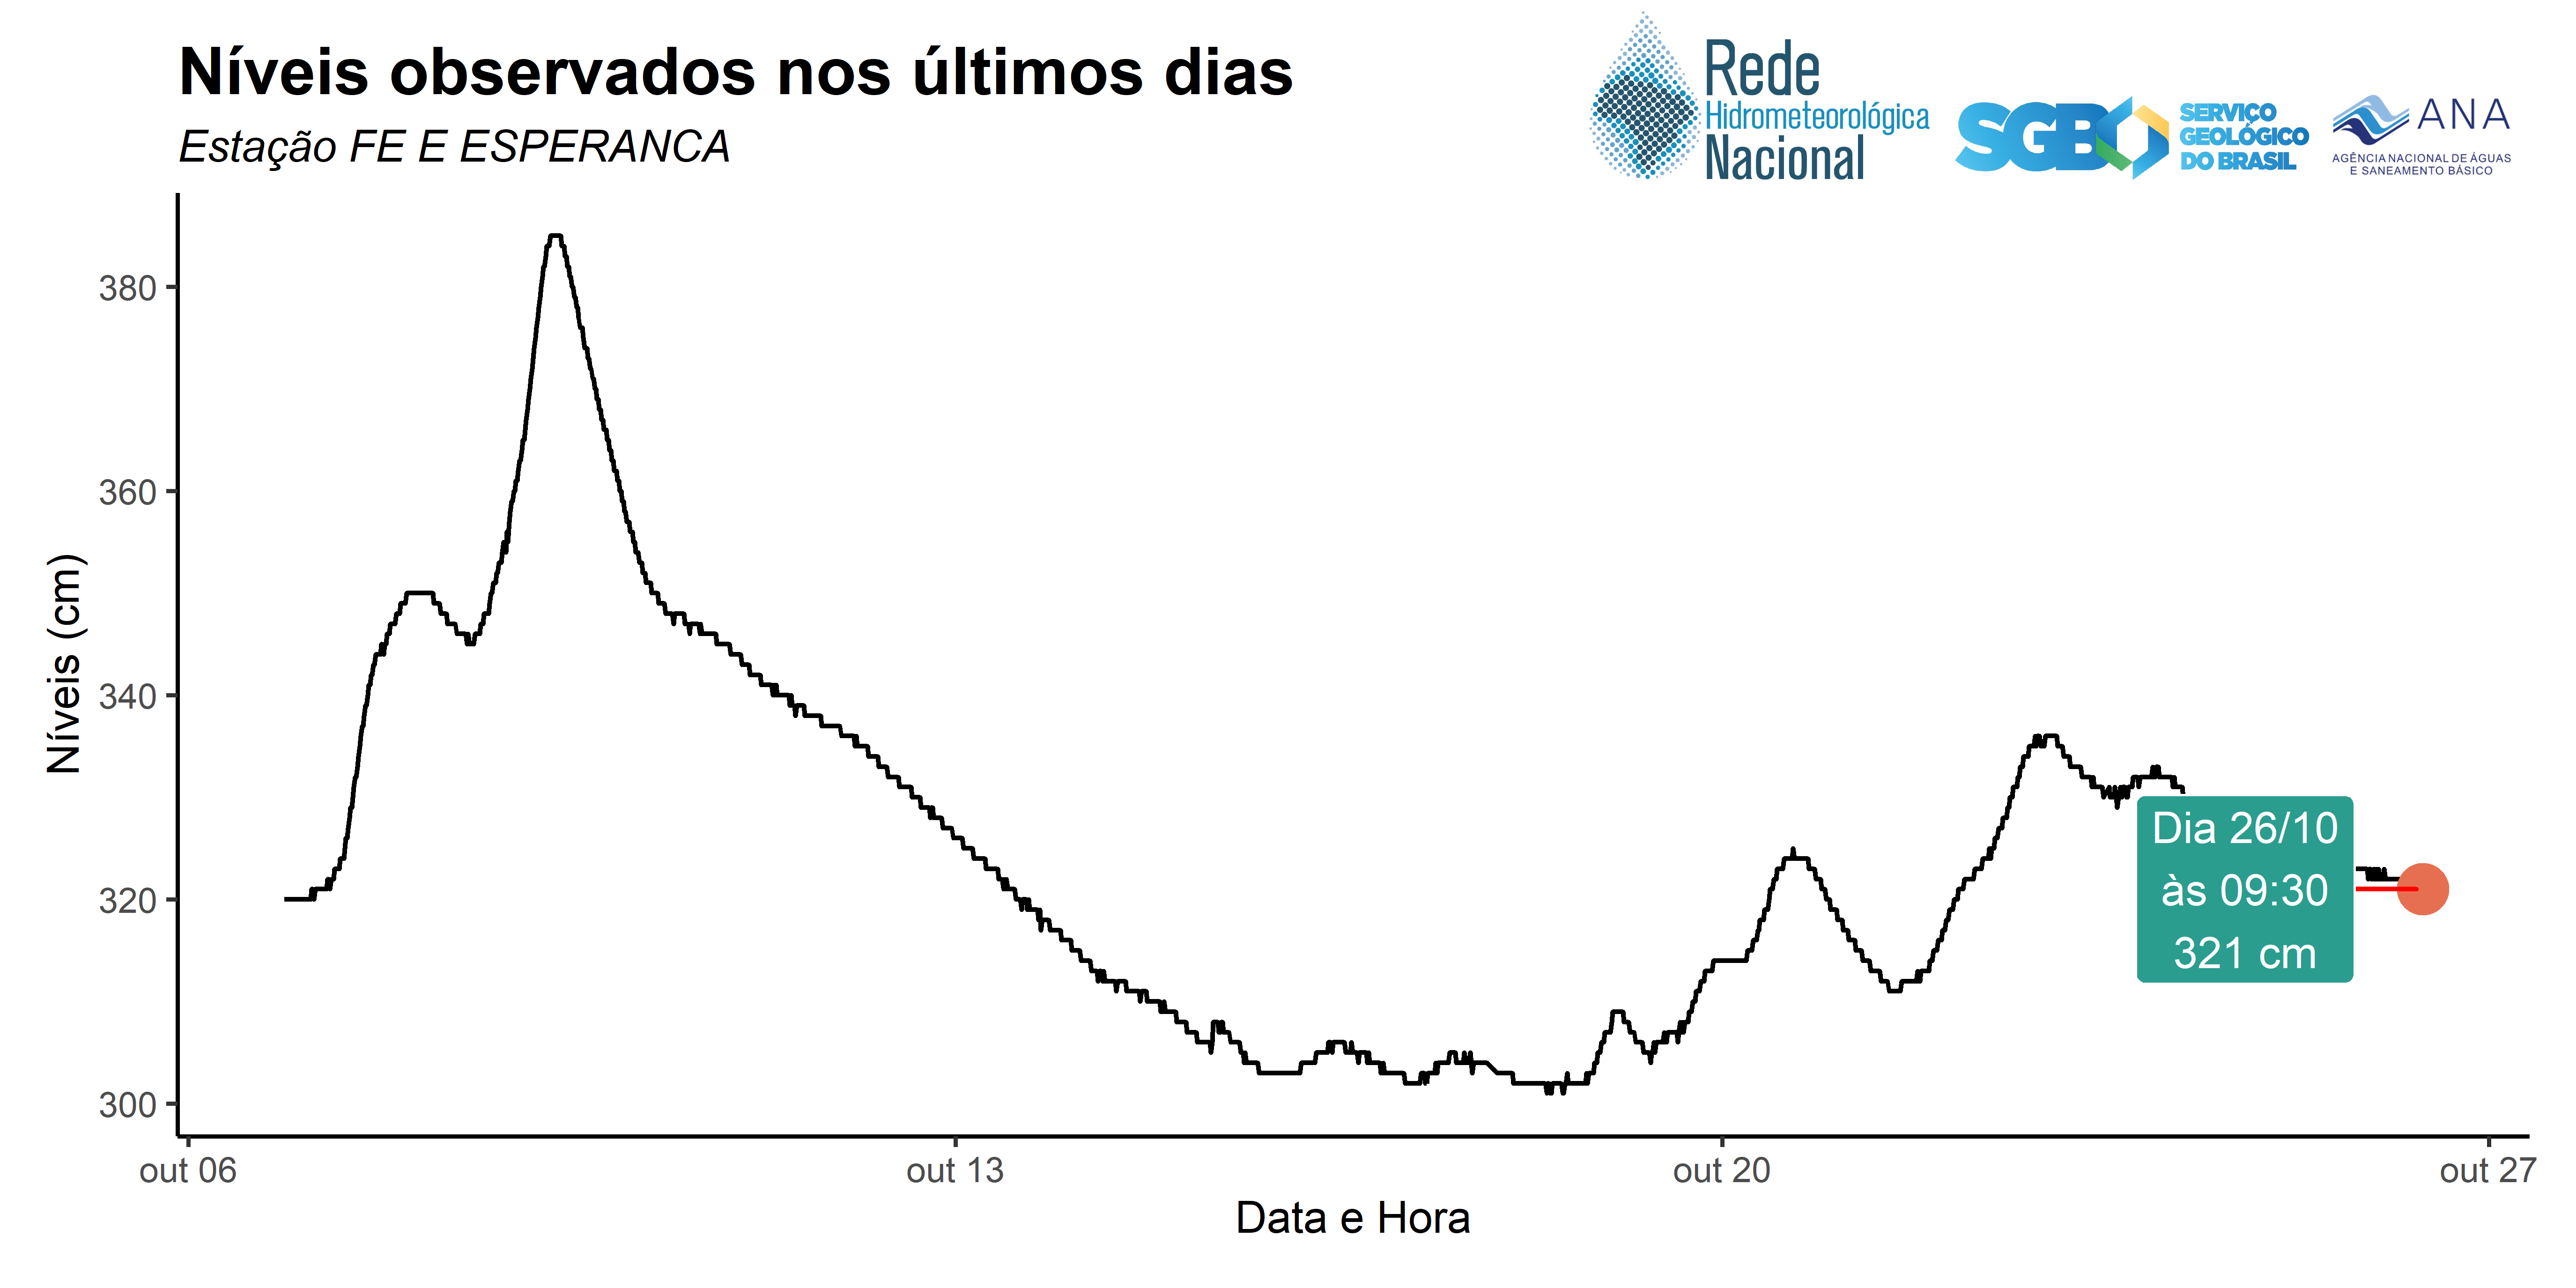 Níveis observados nos últimos dias
Estação FE E ESPERANCA
Rede
Hidrometeorológica
Nacional
SGB
SERVIÇO
GEOLÓGICO
DO BRASIL
ANA
AGÊNCIA NACIONAL DE ÁGUAS
E SANEAMENTO BÁSICO
Níveis (cm)
380
360
340
320
300
Dia 26/10
às 09:30
321 cm
out 06
out 13
out 20
out 27
Data e Hora